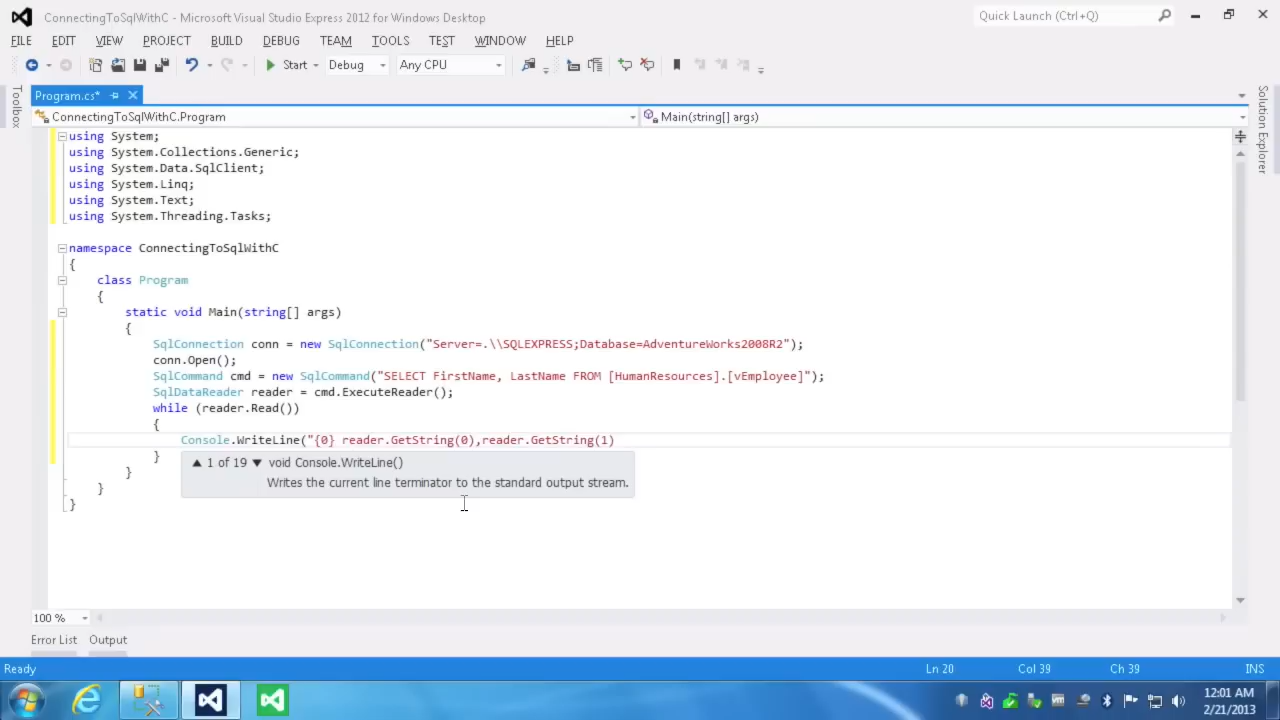 ConnectingToSqlWithC - Microsoft Visual Studio Express 2012 for Windows Desktop
Quick Launch (Ctrl+Q)
FILE EDIT VIEW PROJECT BUILD DEBUG TEAM TOOLS TEST WINDOW HELP
Start Debug Any CPU
Toolbox
Program.cs*
Solution Explorer
ConnectingToSqlWithC.Program
Main(string[] args)
using System;
using System.Collections.Generic;
using System.Data.SqlClient;
using System.Linq;
using System.Text;
using System.Threading.Tasks;
namespace ConnectingToSqlWithC
{
class Program
{
static void Main(string[] args)
{
SqlConnection conn = new SqlConnection("Server=.\\SQLEXPRESS;Database=AdventureWorks2008R2");
conn.Open();
SqlCommand cmd = new SqlCommand("SELECT FirstName, LastName FROM [HumanResources].[vEmployee]");
SqlDataReader reader = cmd.ExecuteReader();
while (reader.Read())
{
Console.WriteLine("{0} reader.GetString(0),reader.GetString(1)
}
▲ 1 of 19 ▼ void Console.WriteLine()
Writes the current line terminator to the standard output stream.
}
}
}
100 %
Error List Output
Ready Ln 20 Col 39 Ch 39 INS
12:01 AM
2/21/2013